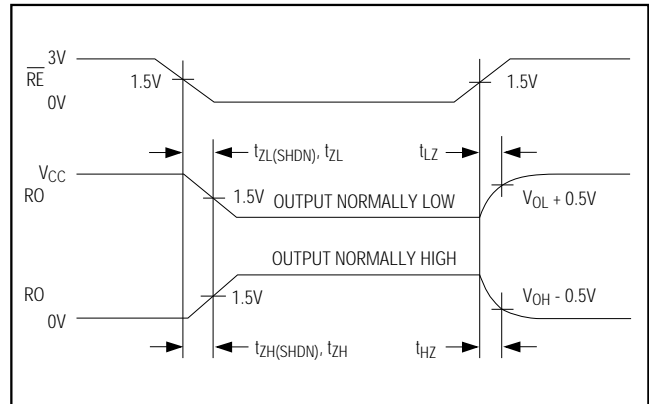 3V
RE
1.5V
1.5V
0V
tZL(SHDN), tZL
tLZ
VCC
RO
1.5V
OUTPUT NORMALLY LOW
VOL + 0.5V
OUTPUT NORMALLY HIGH
RO
1.5V
VOH - 0.5V
0V
tZH(SHDN), tZH
tHZ